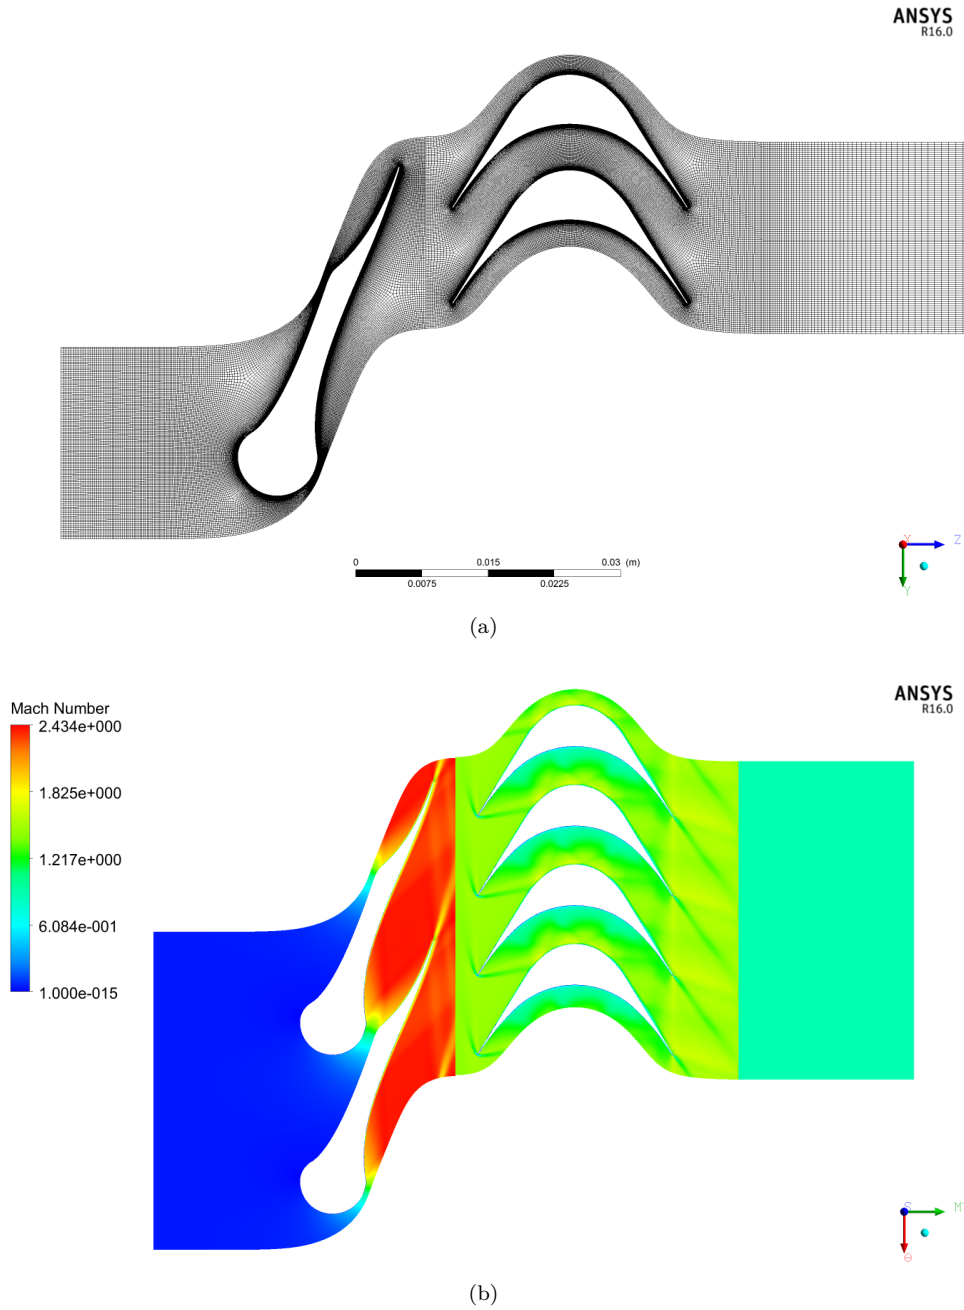 ANSYS
R16.0
0 0.015 0.03 (m)
0.0075 0.0225
Z
Y
(a)
Mach Number
2.434e+000
1.825e+000
1.217e+000
6.084e-001
1.000e-015
ANSYS
R16.0
S
θ
(b)